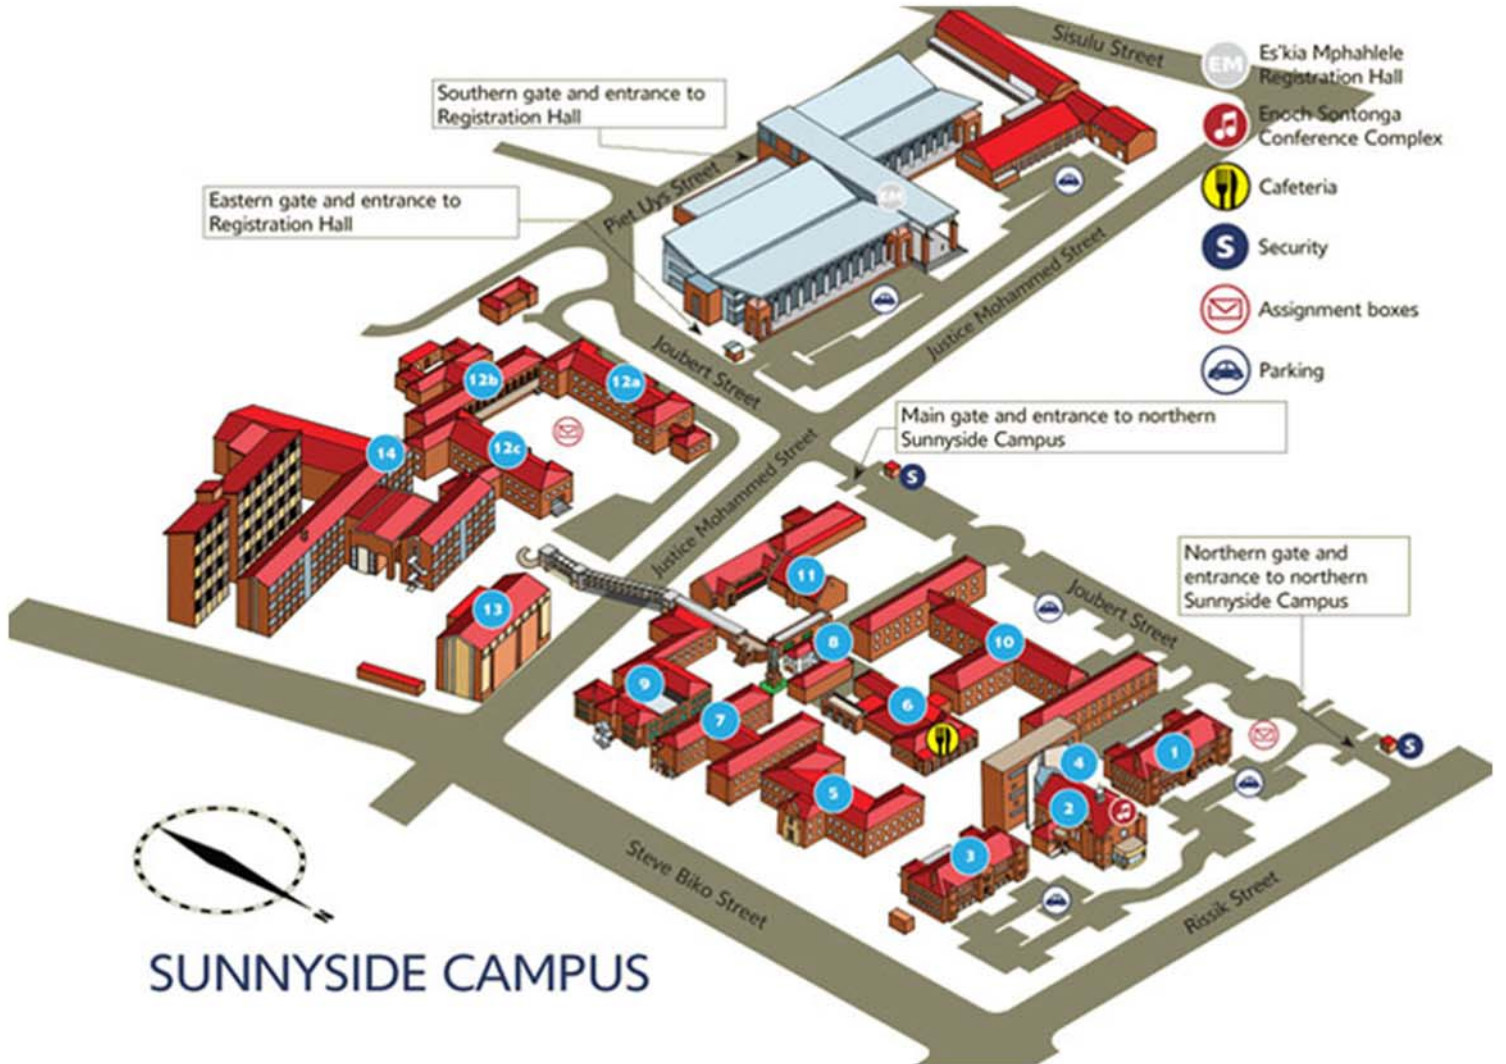 Sisulu Street
EM
Es'kia Mphahlele
Registration Hall
Southern gate and entrance to
Registration Hall
Enoch Sontonga
Conference Complex
Cafeteria
Eastern gate and entrance to
Registration Hall
Piet Uys Street
EM
S
Security
Justice Mohammed Street
Assignment boxes
Joubert Street
Parking
12b
12a
Main gate and entrance to northern
Sunnyside Campus
14
12c
S
Justice Mohammed Street
Northern gate and
entrance to northern
Sunnyside Campus
11
13
Joubert Street
8
10
9
6
7
1
S
4
5
2
3
Steve Biko Street
Rissik Street
N
SUNNYSIDE CAMPUS